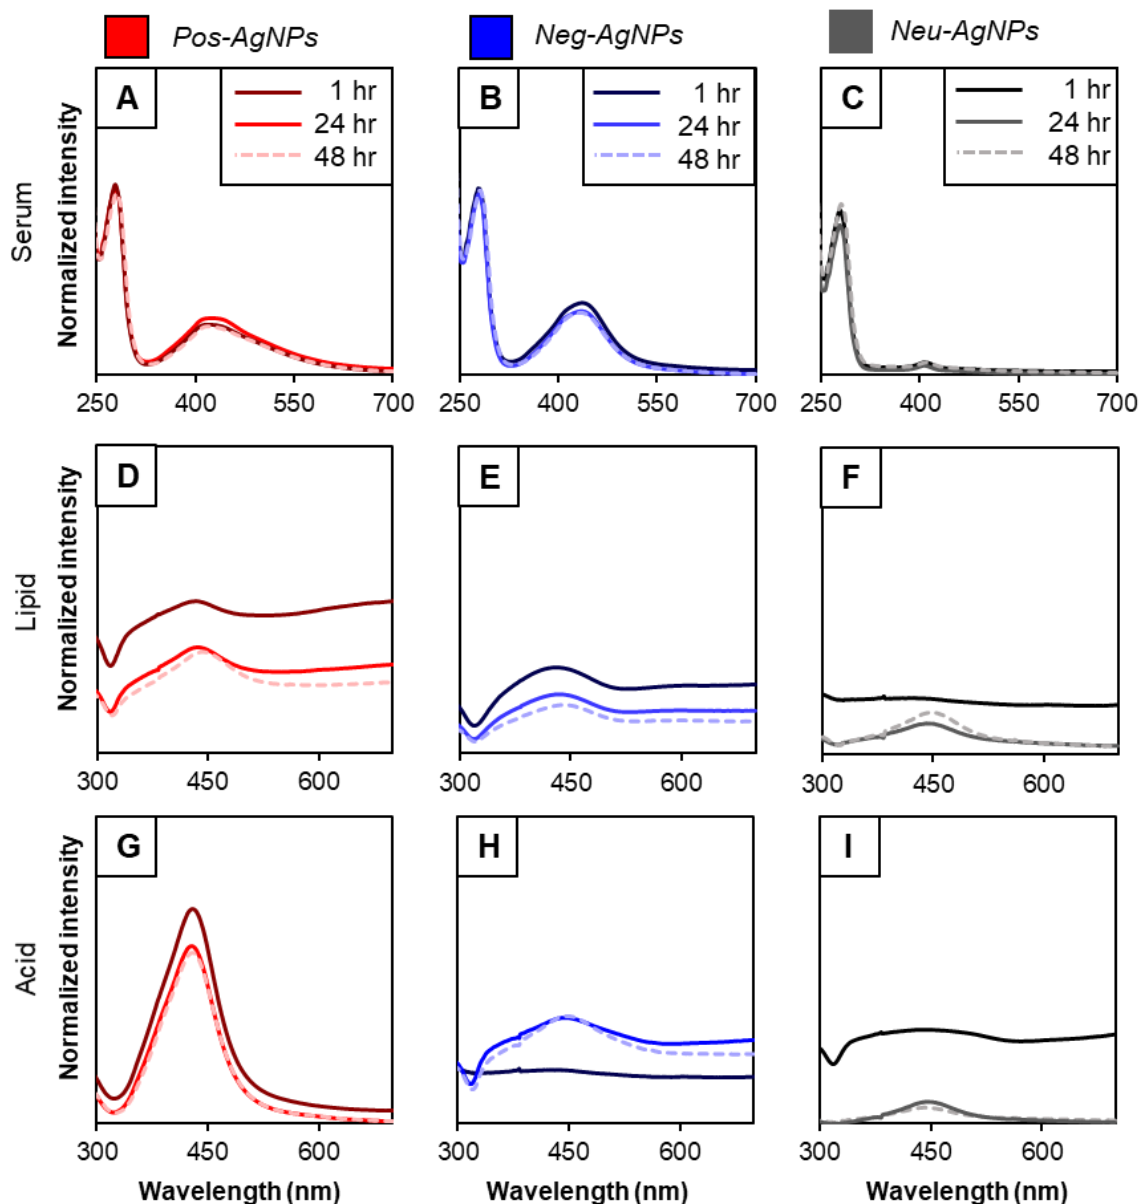 Pos-AgNPs
Neg-AgNPs
Neu-AgNPs
Serum
Normalized intensity
A
1 hr
24 hr
48 hr
250 400 550 700
B
1 hr
24 hr
48 hr
250 400 550 700
C
1 hr
24 hr
48 hr
250 400 550 700
Lipid
Normalized intensity
D
300 450 600
E
300 450 600
F
300 450 600
Acid
Normalized intensity
G
300 450 600
Wavelength (nm)
H
300 450 600
Wavelength (nm)
I
300 450 600
Wavelength (nm)